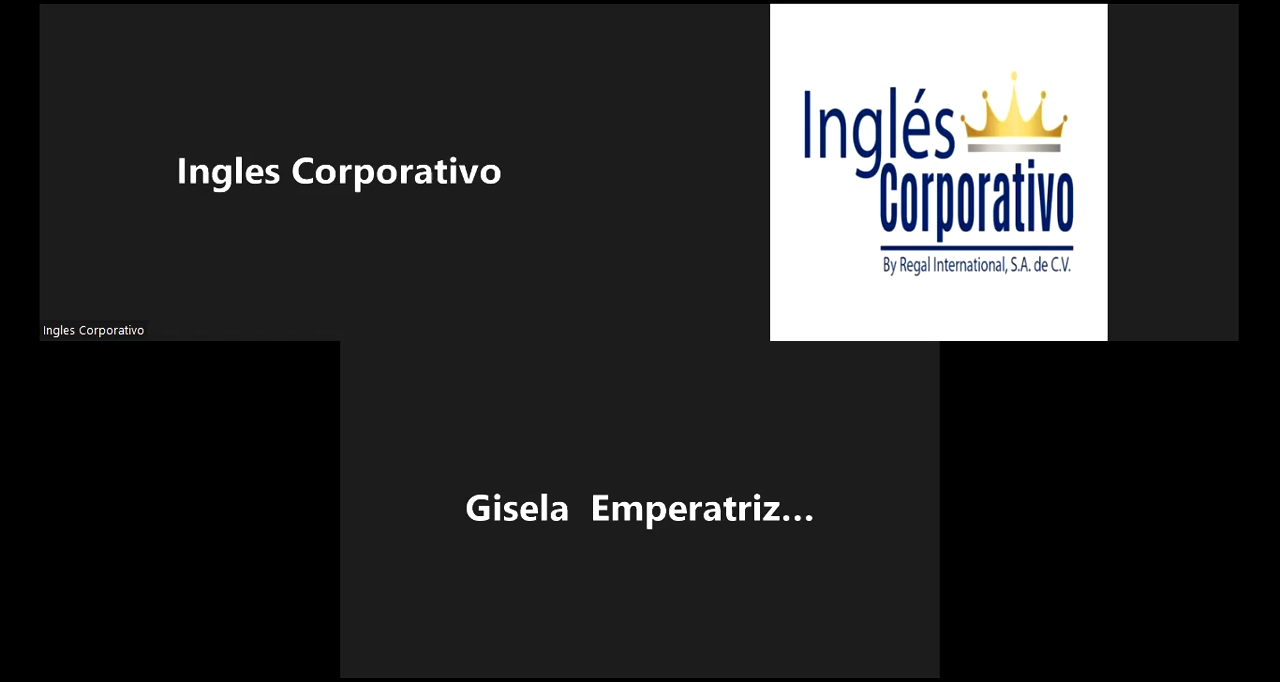 Ingles Corporativo
Inglés
Corporativo
By Regal International, S.A. de C.V.
Ingles Corporativo
Gisela  Emperatriz...